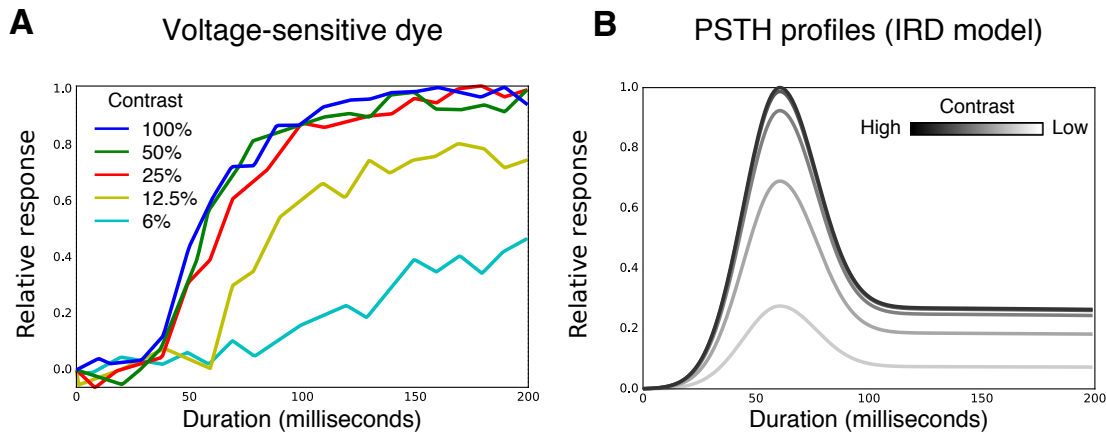 A
Voltage-sensitive dye
Relative response
1.0
0.8
0.6
0.4
0.2
0.0
Contrast
100%
50%
25%
12.5%
6%
0
50
100
150
200
Duration (milliseconds)
B
PSTH profiles (IRD model)
Relative response
1.0
0.8
0.6
0.4
0.2
0.0
Contrast
High Low
0
50
100
150
200
Duration (milliseconds)